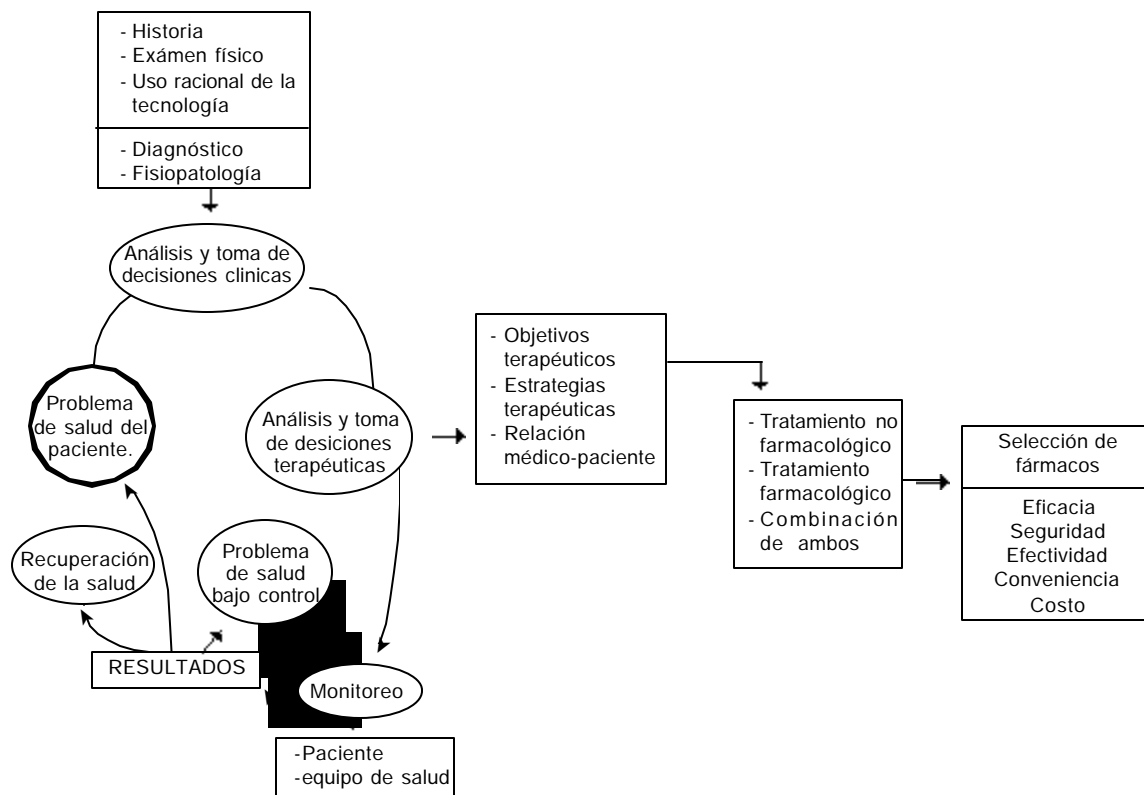 - Historia
- Exámen físico
- Uso racional de la
tecnología
- Diagnóstico
- Fisiopatología
Análisis y toma de
decisiones clinicas
Problema
de salud del
paciente.
Análisis y toma
de desiciones
terapéuticas
- Objetivos
terapéuticos
- Estrategias
terapéuticas
- Relación
médico-paciente
- Tratamiento no
farmacológico
- Tratamiento
farmacológico
- Combinación
de ambos
Selección de
fármacos
Eficacia
Seguridad
Efectividad
Conveniencia
Costo
Recuperación
de la salud
Problema
de salud
bajo control
RESULTADOS
Monitoreo
-Paciente
-equipo de salud